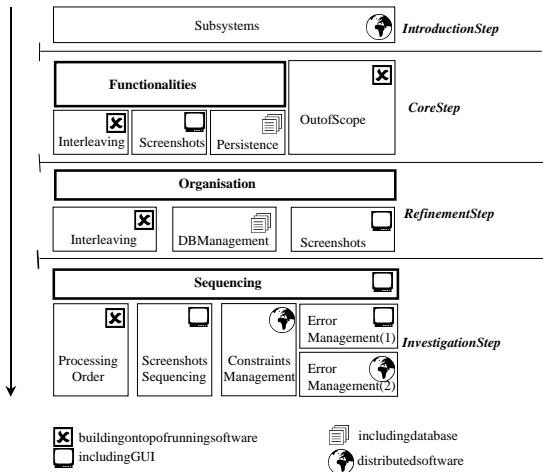 Subsystems
IntroductionStep
Functionalities
OutofScope
CoreStep
Interleaving
Screenshots
Persistence
Organisation
RefinementStep
Interleaving
DBManagement
Screenshots
Sequencing
Processing
Order
Screenshots
Sequencing
Constraints
Management
Error
Management(1)
Error
Management(2)
InvestigationStep
buildingontopofrunningsoftware
includingGUI
includingdatabase
distributedsoftware